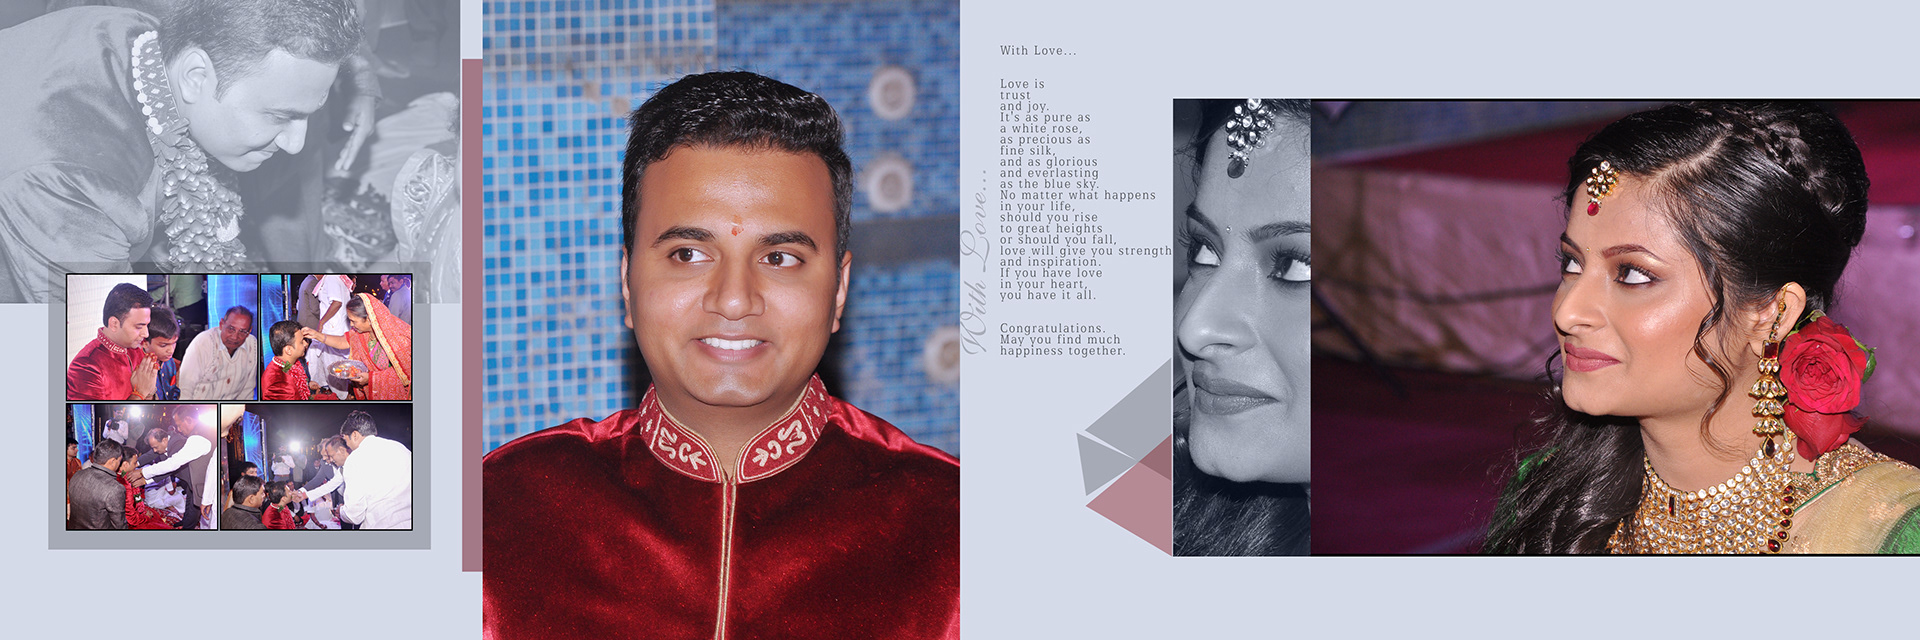 With Love...
Love is
trust
and joy.
It's as pure as
a white rose,
as precious as
fine silk,
and as glorious
and everlasting
as the blue sky.
No matter what happens
in your life,
should you rise
to great heights
or should you fall,
love will give you strength
and inspiration.
If you have love
in your heart,
you have it all.
Congratulations.
May you find much
happiness together.
With Love...